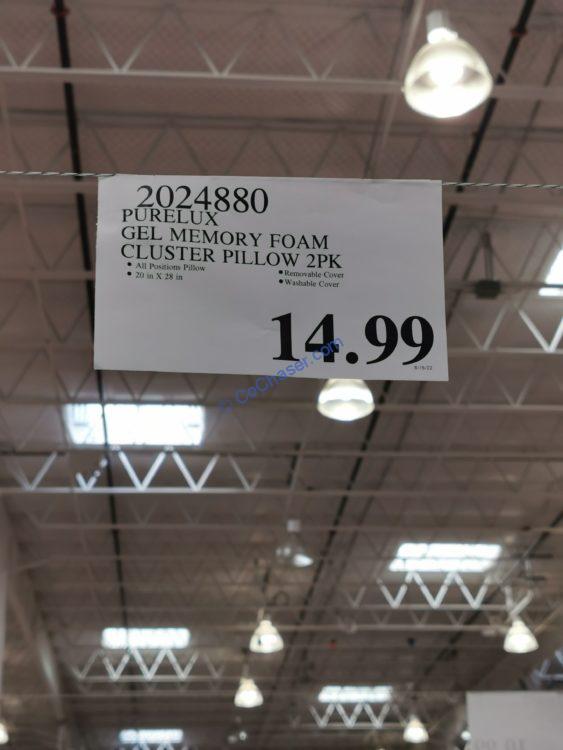 2024880
PURELUX
GEL MEMORY FOAM
CLUSTER PILLOW 2PK
• All Positions Pillow
• 20 in X 28 in
• Removable Cover
• Washable Cover
14.99
© CoChaser.com